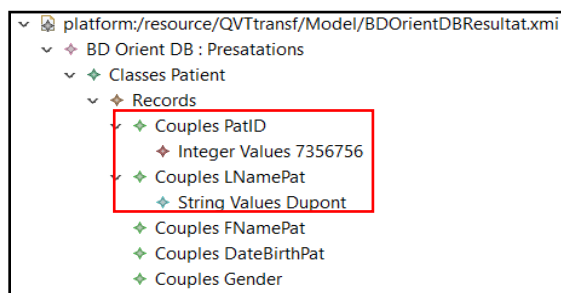 platform:/resource/QVTtransf/Model/BDOrientDBResultat.xmi
BD Orient DB : Presatations
Classes Patient
Records
Couples PatID
Integer Values 7356756
Couples LNamePat
String Values Dupont
Couples FNamePat
Couples DateBirthPat
Couples Gender